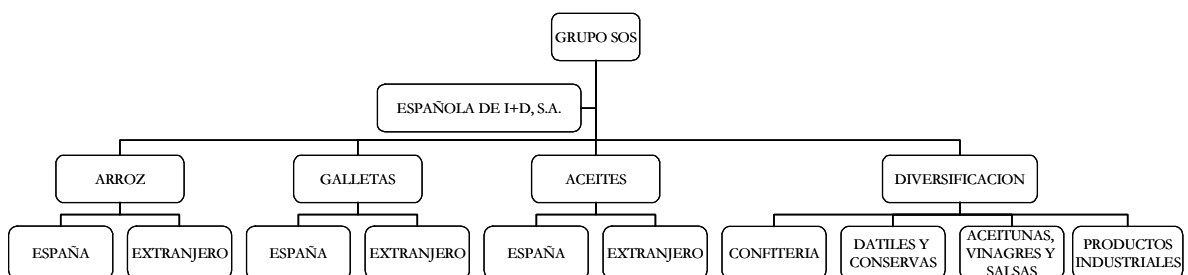 GRUPO SOS
ESPAÑOLA DE I+D, S.A.
ARROZ
GALLETAS
ACEITES
DIVERSIFICACION
ESPAÑA
EXTRANJERO
ESPAÑA
EXTRANJERO
ESPAÑA
EXTRANJERO
CONFITERIA
DATILES Y
CONSERVAS
ACEITUNAS,
VINAGRES Y
SALSAS
PRODUCTOS
INDUSTRIALES